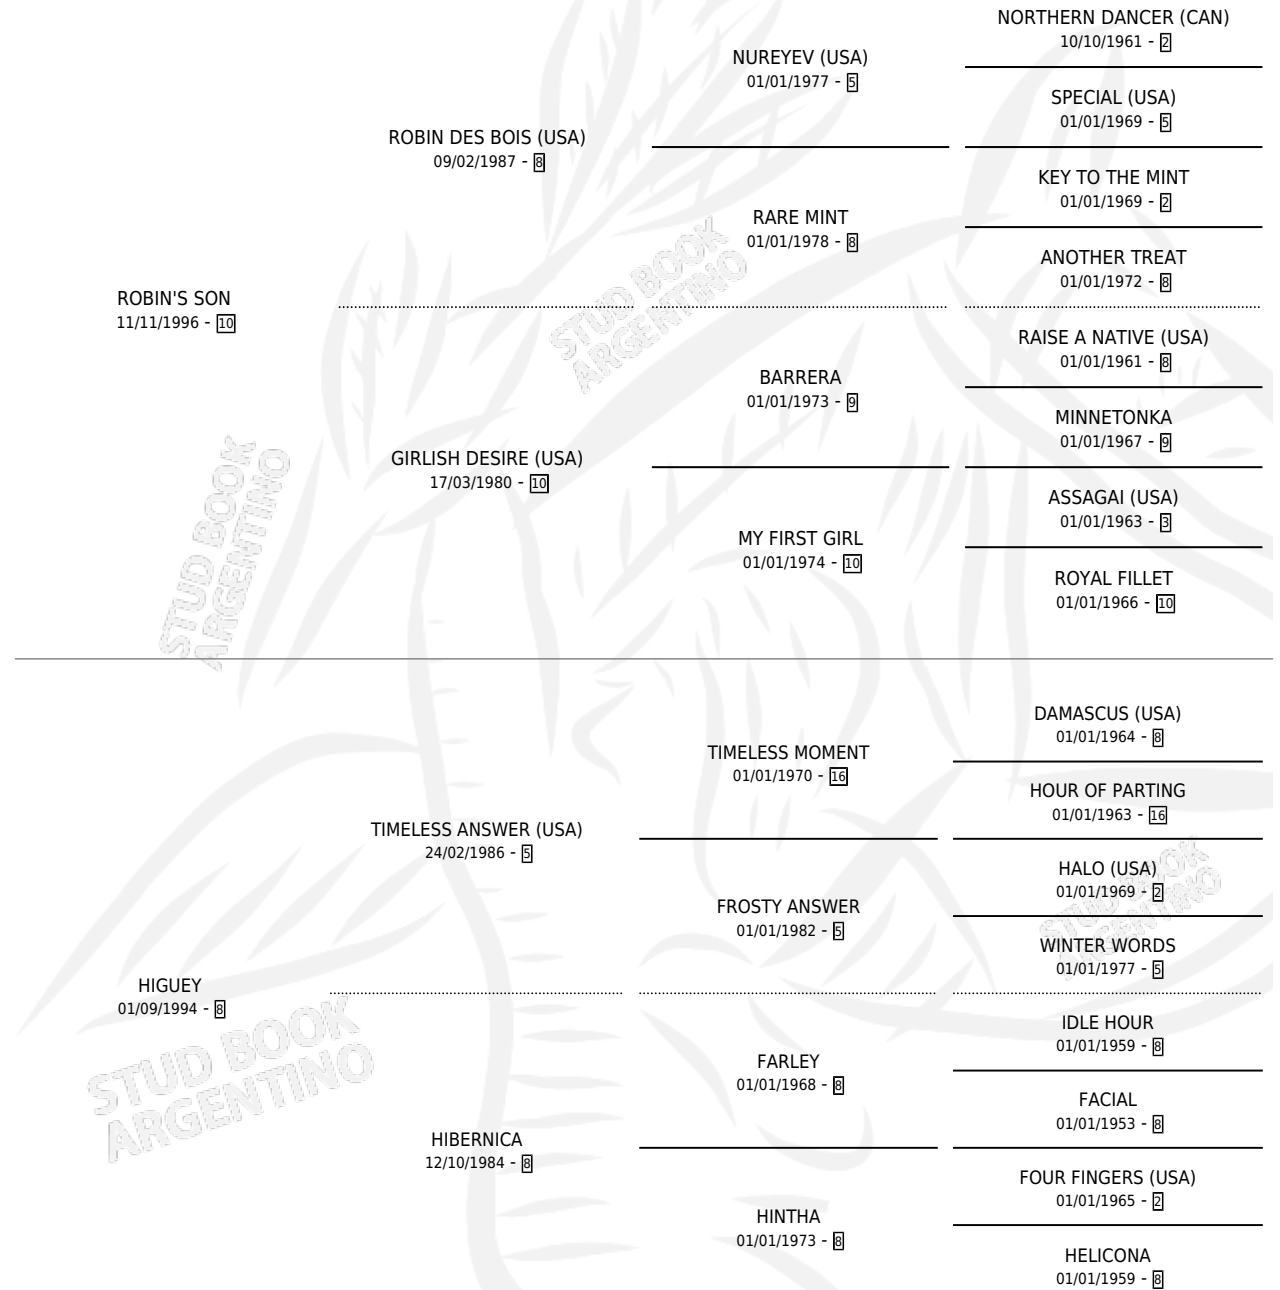 NORTHERN DANCER (CAN)
10/10/1961 - 2
NUREYEV (USA)
01/01/1977 - 5
SPECIAL (USA)
01/01/1969 - 5
ROBIN DES BOIS (USA)
09/02/1987 - 8
KEY TO THE MINT
01/01/1969 - 2
RARE MINT
01/01/1978 - 8
ANOTHER TREAT
01/01/1972 - 8
ROBIN'S SON
11/11/1996 - 10
STUD BOOK
ARGENTINO
RAISE A NATIVE (USA)
01/01/1961 - 8
BARRERA
01/01/1973 - 9
MINNETONKA
01/01/1967 - 9
GIRLISH DESIRE (USA)
17/03/1980 - 10
ASSAGAI (USA)
01/01/1963 - 3
MY FIRST GIRL
01/01/1974 - 10
ROYAL FILLET
01/01/1966 - 10
STUD BOOK
ARGENTINO
DAMASCUS (USA)
01/01/1964 - 8
TIMELESS MOMENT
01/01/1970 - 16
HOUR OF PARTING
01/01/1963 - 16
TIMELESS ANSWER (USA)
24/02/1986 - 5
HALO (USA)
01/01/1969 - 2
FROSTY ANSWER
01/01/1982 - 5
WINTER WORDS
01/01/1977 - 5
STUD BOOK
ARGENTINO
HIGUEY
01/09/1994 - 8
STUD BOOK
ARGENTINO
IDLE HOUR
01/01/1959 - 8
FARLEY
01/01/1968 - 8
FACIAL
01/01/1953 - 8
HIBERNICA
12/10/1984 - 8
FOUR FINGERS (USA)
01/01/1965 - 2
HINTHA
01/01/1973 - 8
HELICONA
01/01/1959 - 8